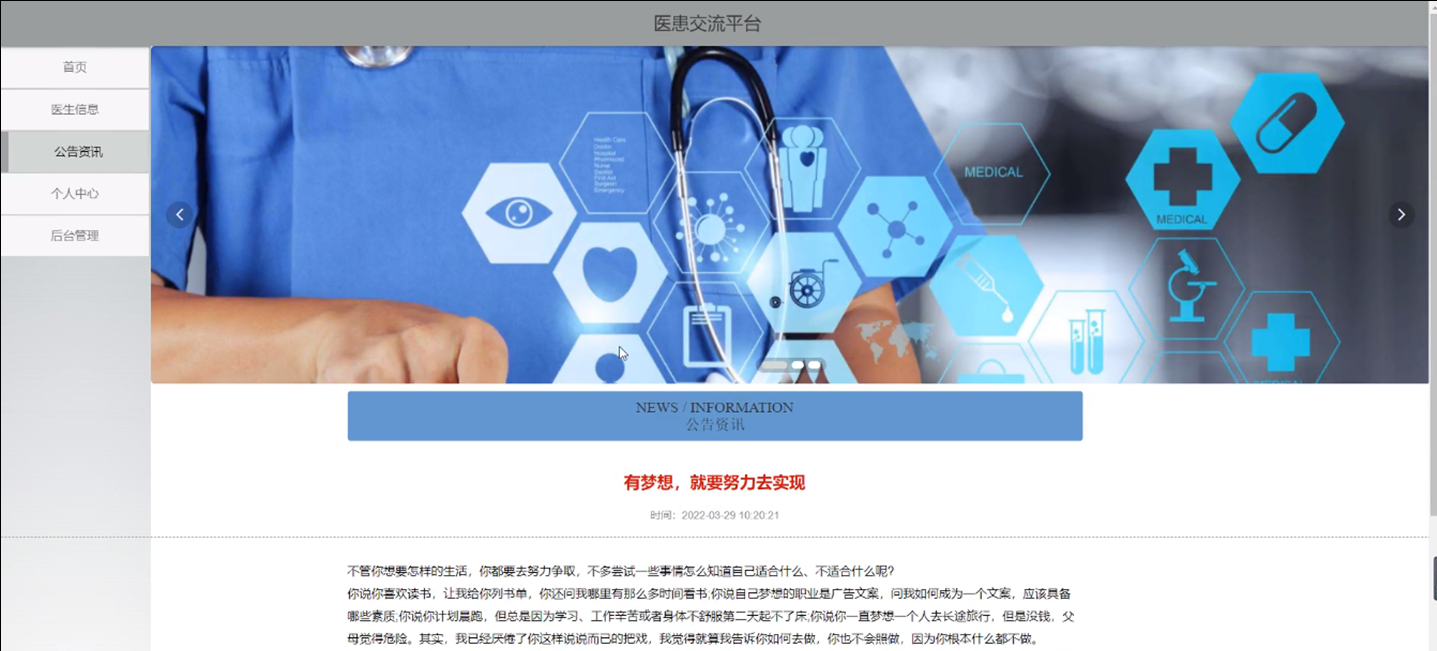 医患交流平台
首页
医生信息
公告资讯
个人中心
后台管理
Health Care
Doctor
Hospital
Pharmacist
Nurse
Dentist
First Aid
Surgeon
Emergency
MEDICAL
MEDICAL
MEDICAL
NEWS / INFORMATION
公告资讯
有梦想，就要努力去实现
时间：2022-03-29 10:20:21
不管你想要怎样的生活，你都要去努力争取，不多尝试一些事情怎么知道自己适合什么、不适合什么呢?
你说你喜欢读书，让我给你列书单，你还问我哪里有那么多时间看书;你说自己梦想的职业是广告文案，问我如何成为一个文案，应该具备
哪些素质;你说你计划晨跑，但总是因为学习、工作辛苦或者身体不舒服第二天起不了床;你说你一直梦想一个人去长途旅行，但是没钱，父
母觉得危险。其实，我已经厌倦了你这样说说而已的把戏，我觉得就算我告诉你如何去做，你也不会照做，因为你根本什么都不做。